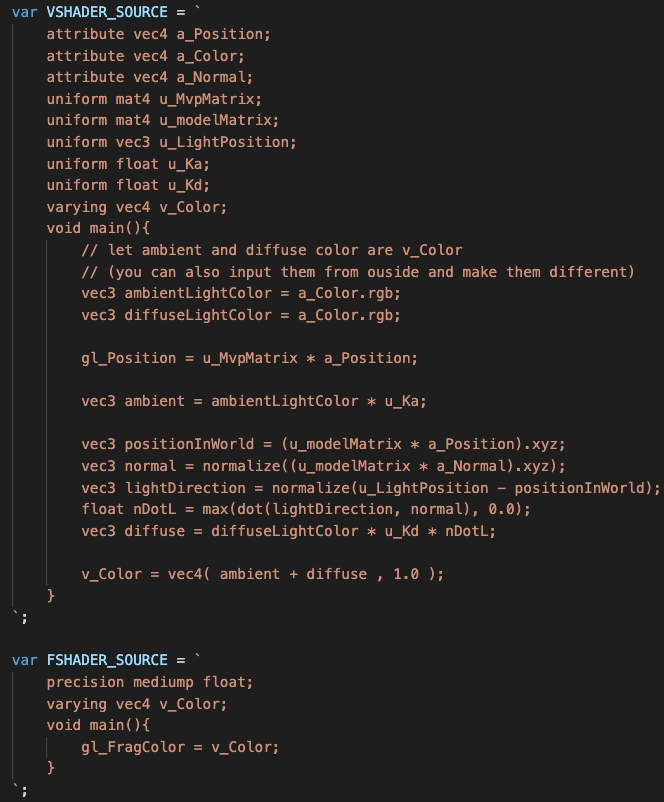 var VSHADER_SOURCE = `
    attribute vec4 a_Position;
    attribute vec4 a_Color;
    attribute vec4 a_Normal;
    uniform mat4 u_MvpMatrix;
    uniform mat4 u_modelMatrix;
    uniform vec3 u_LightPosition;
    uniform float u_Ka;
    uniform float u_Kd;
    varying vec4 v_Color;
    void main(){
        // let ambient and diffuse color are v_Color
        // (you can also input them from ouside and make them different)
        vec3 ambientLightColor = a_Color.rgb;
        vec3 diffuseLightColor = a_Color.rgb;

        gl_Position = u_MvpMatrix * a_Position;

        vec3 ambient = ambientLightColor * u_Ka;

        vec3 positionInWorld = (u_modelMatrix * a_Position).xyz;
        vec3 normal = normalize((u_modelMatrix * a_Normal).xyz);
        vec3 lightDirection = normalize(u_LightPosition - positionInWorld);
        float nDotL = max(dot(lightDirection, normal), 0.0);
        vec3 diffuse = diffuseLightColor * u_Kd * nDotL;

        v_Color = vec4( ambient + diffuse , 1.0 );
    }
`;

var FSHADER_SOURCE = `
    precision mediump float;
    varying vec4 v_Color;
    void main(){
        gl_FragColor = v_Color;
    }
`;